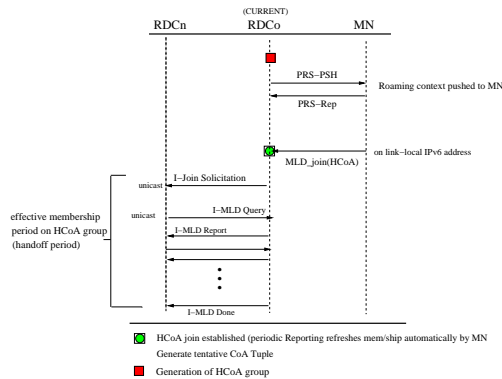 (CURRENT)
RDCn RDCo MN
PRS-PSH
Roaming context pushed to MN
PRS-Rep
on link-local IPv6 address
MLD_join(HCoA)
I-Join Solicitation
unicast
effective membership
period on HCoA group
(handoff period)
unicast
I-MLD Query
I-MLD Report
I-MLD Done
HCoA join established (periodic Reporting refreshes mem/ship automatically by MN
Generate tentative CoA Tuple
Generation of HCoA group